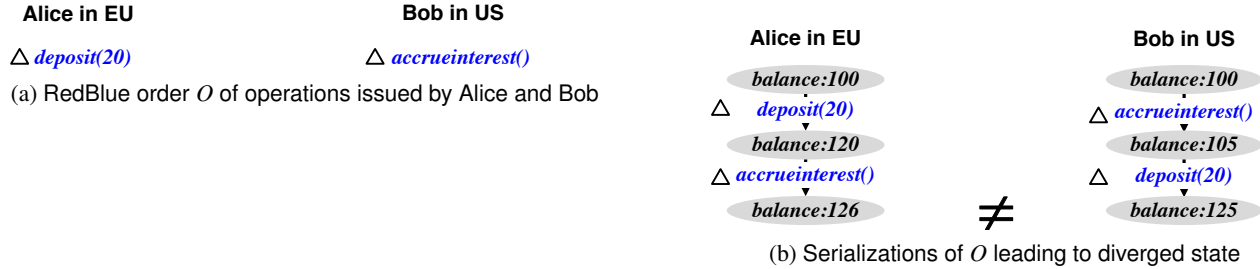 Alice in EU
Bob in US
△ deposit(20)
△ accrueinterest()
(a) RedBlue order O of operations issued by Alice and Bob
Alice in EU
balance:100
△ deposit(20)
balance:120
△ accrueinterest()
balance:126
≠
Bob in US
balance:100
△ accrueinterest()
balance:105
△ deposit(20)
balance:125
(b) Serializations of O leading to diverged state